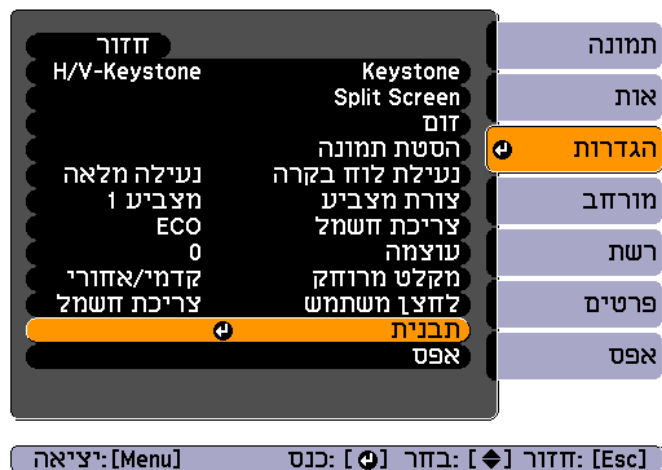 תמונה
אות
הגדרות
מורחב
רשת
פרטים
אפס
חזור
Keystone H/V-Keystone
Split Screen
זום
הסטת תמונה
נעילת לוח בקרה נעילה מלאה
צורת מצביע מצביע 1
צריכת חשמל ECO
עוצמה 0
מקלט מרוחק קדמי/אחורי
לחצן משתמש צריכת חשמל
תבנית
אפס
[Esc] :חזור [ ] :בחר [ ] :כנס [Menu]:יציאה